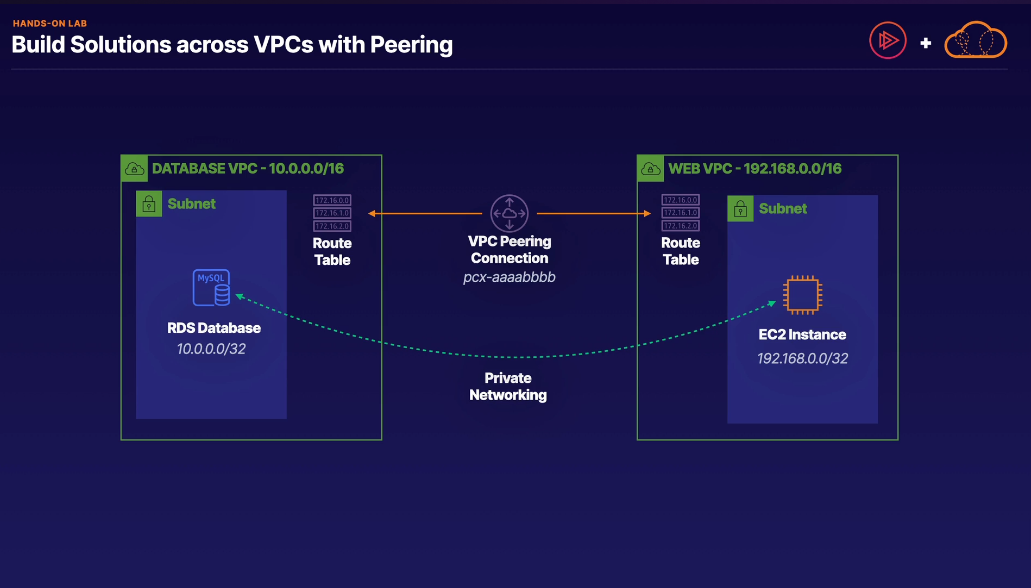 HANDS-ON LAB
Build Solutions across VPCs with Peering
+
DATABASE VPC - 10.0.0.0/16
Subnet
172.16.0.0
172.16.1.0
172.16.2.0
Route
Table
MySQL
RDS Database
10.0.0.0/32
VPC Peering
Connection
pcx-aaaabbbb
Private
Networking
WEB VPC - 192.168.0.0/16
172.16.0.0
172.16.1.0
172.16.2.0
Route
Table
Subnet
EC2 Instance
192.168.0.0/32